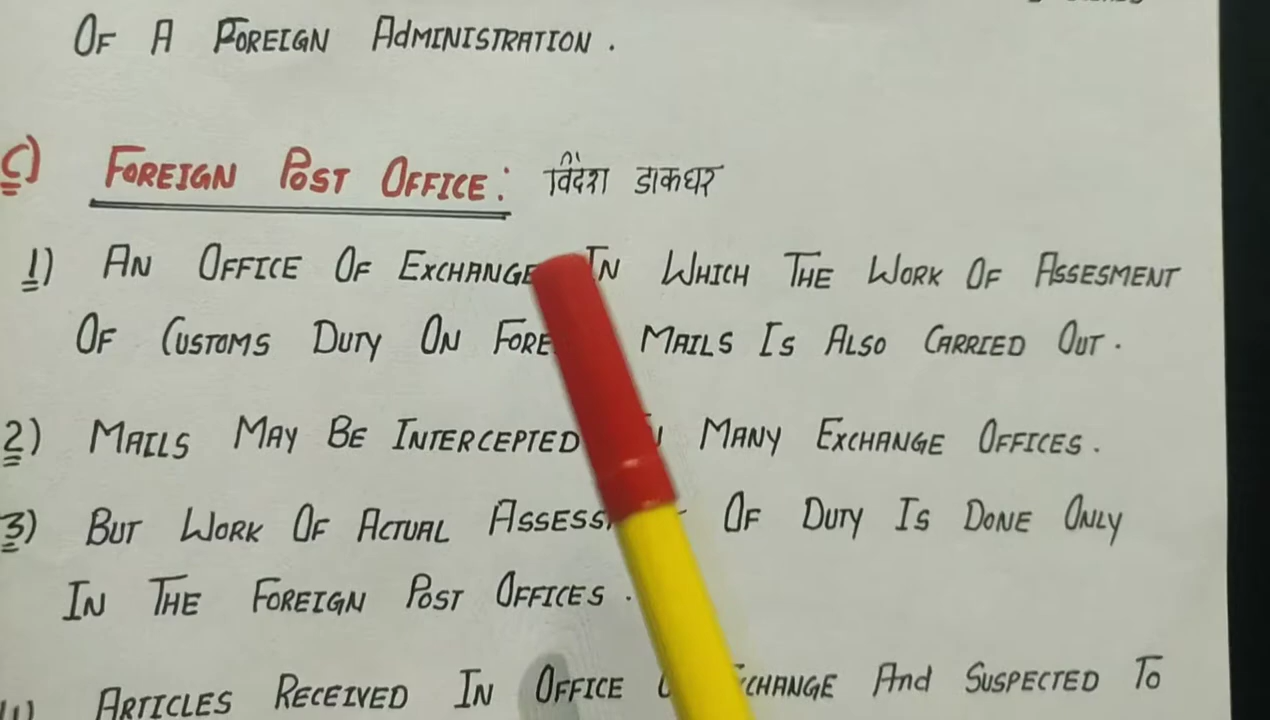 OF A FOREIGN ADMINISTRATION.
C) FOREIGN POST OFFICE: विदेश डाकघर
1) AN OFFICE OF EXCHANGE IN WHICH THE WORK OF ASSESMENT
OF CUSTOMS DUTY ON MAILS IS ALSO CARRIED OUT.
2) MAILS MAY BE INTERCEPTED MANY EXCHANGE OFFICES.
3) BUT WORK OF ACTUAL OF DUTY IS DONE ONLY
IN THE FOREIGN POST OFFICES.
ARTICLES RECEIVED IN OFFICE AND SUSPECTED TO